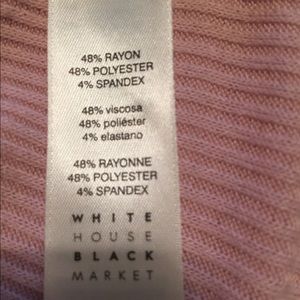 48% RAYON
48% POLYESTER
4% SPANDEX
48% viscosa
48% poliéster
4% elastano
48% RAYONNE
48% POLYESTER
4% SPANDEX
WHITE
HOUSE
BLACK
MARKET